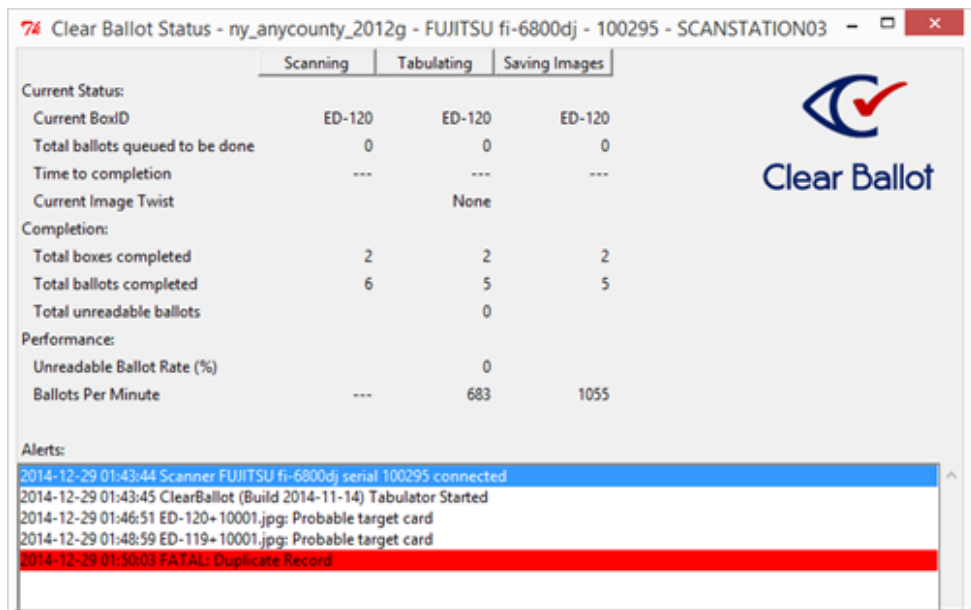 Clear Ballot Status - ny_anycounty_2012g - FUJITSU fi-6800dj - 100295 - SCANSTATION03
Scanning Tabulating Saving Images
Current Status:
Current BoxID ED-120 ED-120 ED-120
Total ballots queued to be done 0 0 0
Time to completion --- --- ---
Current Image Twist None
Completion:
Total boxes completed 2 2 2
Total ballots completed 6 5 5
Total unreadable ballots 0
Performance:
Unreadable Ballot Rate (%) 0
Ballots Per Minute --- 683 1055
Clear Ballot
Alerts:
2014-12-29 01:43:44 Scanner FUJITSU fi-6800dj serial 100295 connected
2014-12-29 01:43:45 ClearBallot (Build 2014-11-14) Tabulator Started
2014-12-29 01:46:51 ED-120+10001.jpg: Probable target card
2014-12-29 01:48:59 ED-119+10001.jpg: Probable target card
2014-12-29 01:50:03 FATAL: Duplicate Record